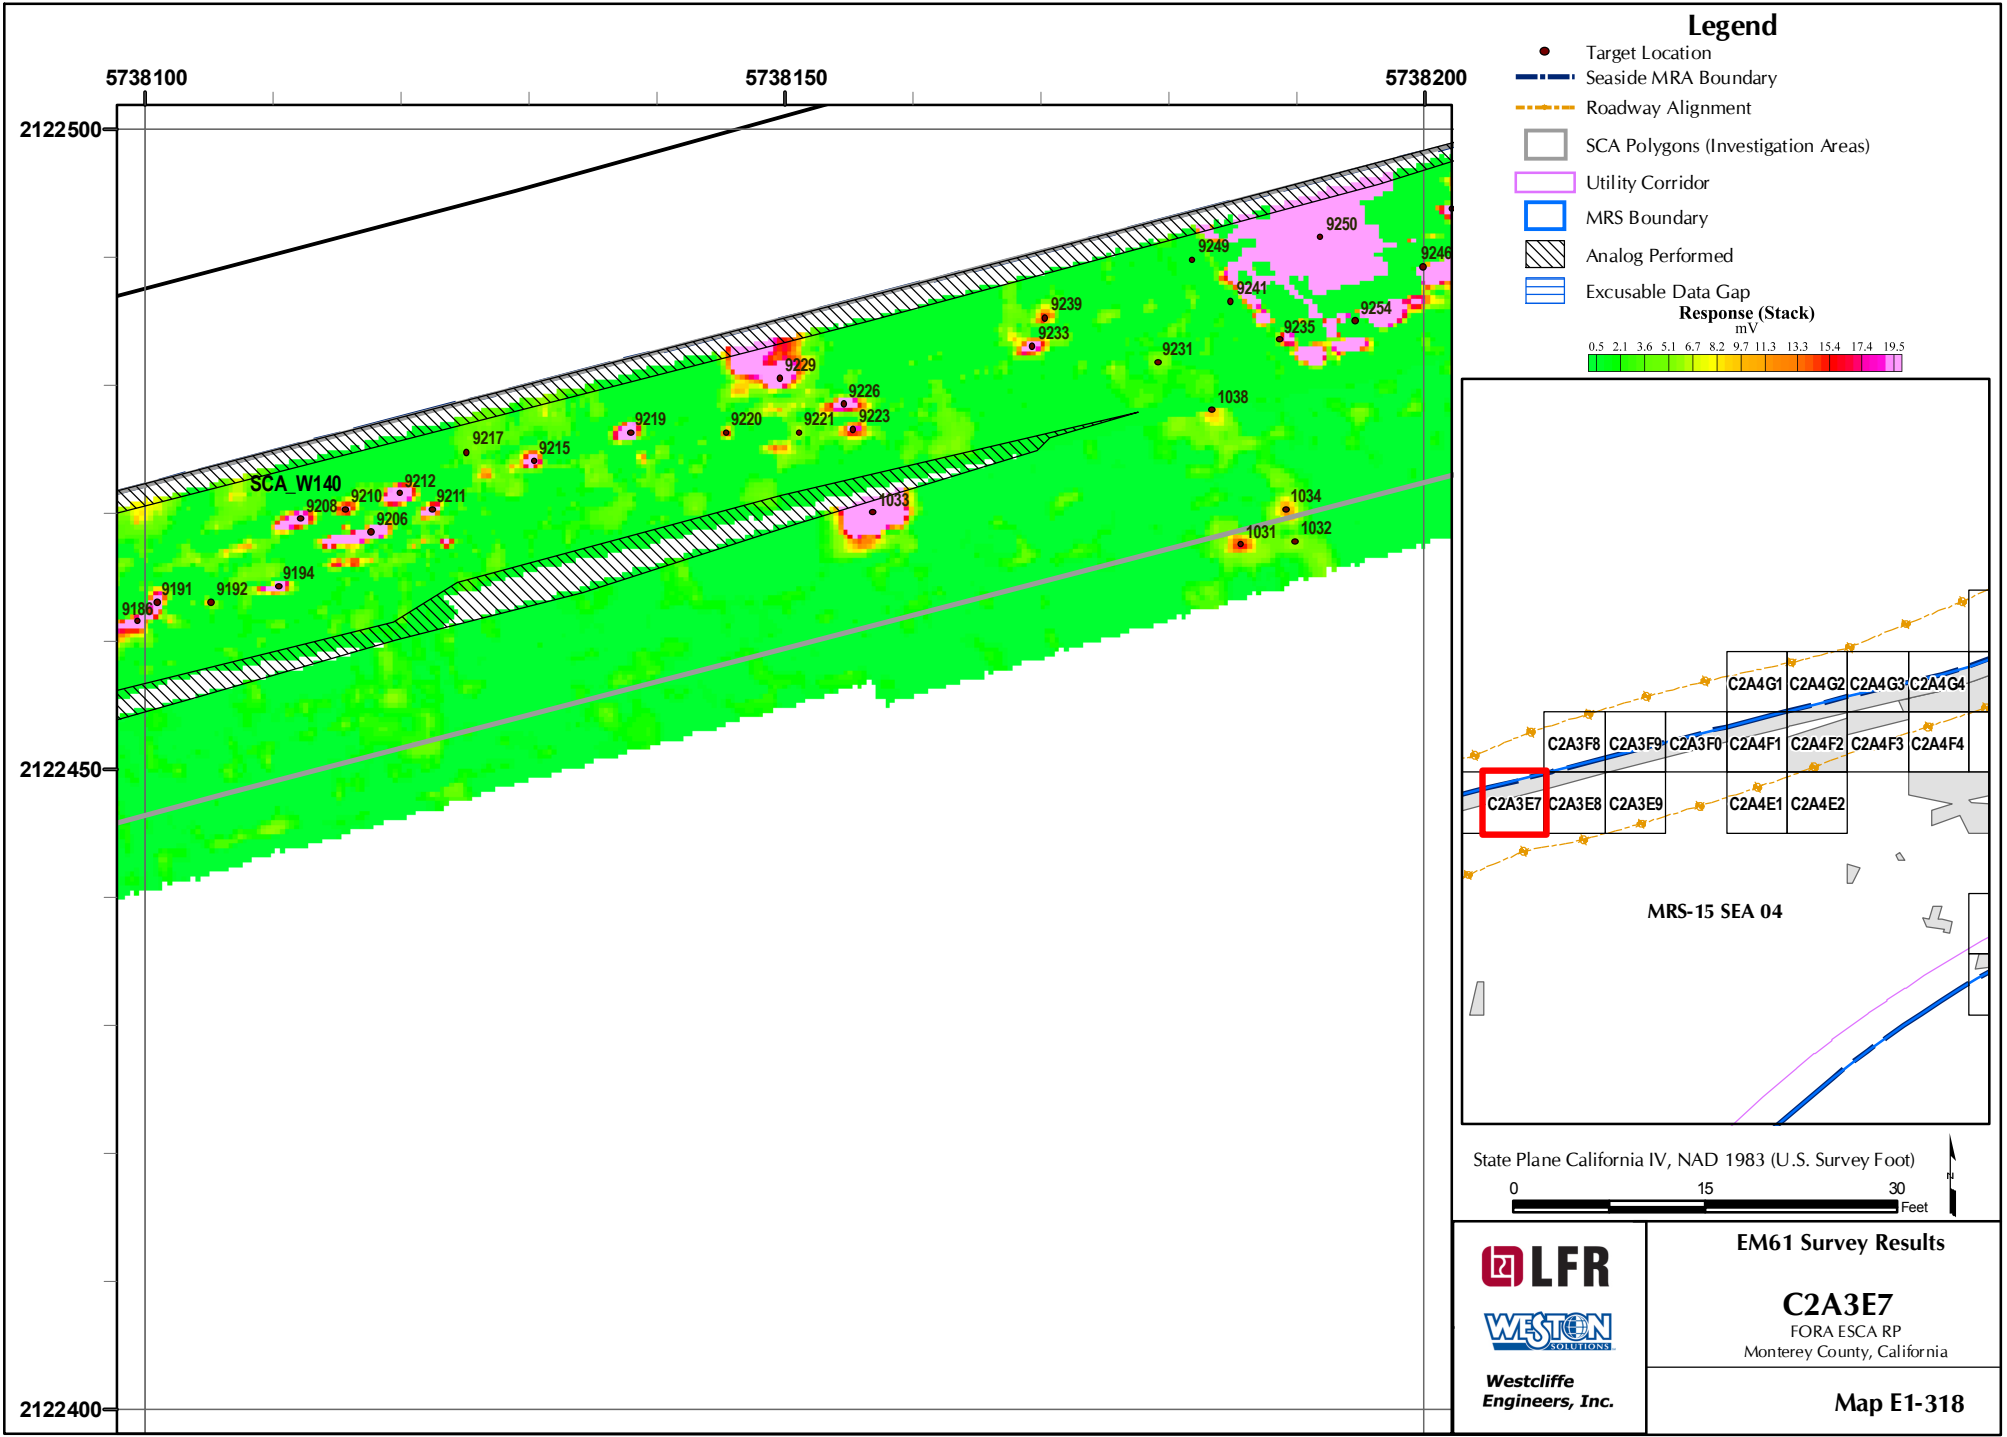 Legend
Target Location
Seaside MRA Boundary
Roadway Alignment
SCA Polygons (Investigation Areas)
Utility Corridor
MRS Boundary
Analog Performed
Excusable Data Gap
Response (Stack)
mV
0.5 2.1 3.6 5.1 6.7 8.2 9.7 11.3 13.3 15.4 17.4 19.5
5738100 5738150 5738200
2122500
2122450
2122400
9250
9249
9246
9241
9254
9239
9235
9233
9231
9229
9226
1038
9219 9220 9221 9223
9217
9215
SCA_W140
9212
9210 9211
9208
9206
1033
1034
1031 1032
9194
9191 9192
9186
C2A4G1 C2A4G2 C2A4G3 C2A4G4
C2A3F8 C2A3F9 C2A3F0 C2A4F1 C2A4F2 C2A4F3 C2A4F4
C2A3E7 C2A3E8 C2A3E9 C2A4E1 C2A4E2
MRS-15 SEA 04
State Plane California IV, NAD 1983 (U.S. Survey Foot)
0 15 30
Feet
N
LFR
WESTON
SOLUTIONS
Westcliffe
Engineers, Inc.
EM61 Survey Results
C2A3E7
FORA ESCA RP
Monterey County, California
Map E1-318